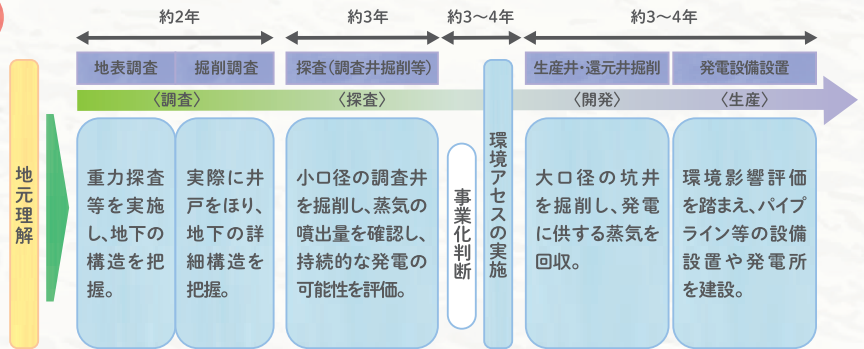 約2年
約3年
約3〜4年
約3〜4年
地表調査
掘削調査
探査(調査井掘削等)
生産井・還元井掘削
発電設備設置
〈調査〉
〈探査〉
〈開発〉
〈生産〉
地元理解
重力探査
等を実施
し、地下の
構造を把
握。
実際に井
戸をほり、
地下の詳
細構造を
把握。
小口径の調査井
を掘削し、蒸気の
噴出量を確認し、
持続的な発電の
可能性を評価。
事業化判断
環境アセスの実施
大口径の坑井
を掘削し、発電
に供する蒸気を
回収。
環境影響評価
を踏まえ、パイプ
ライン等の設備
設置や発電所
を建設。